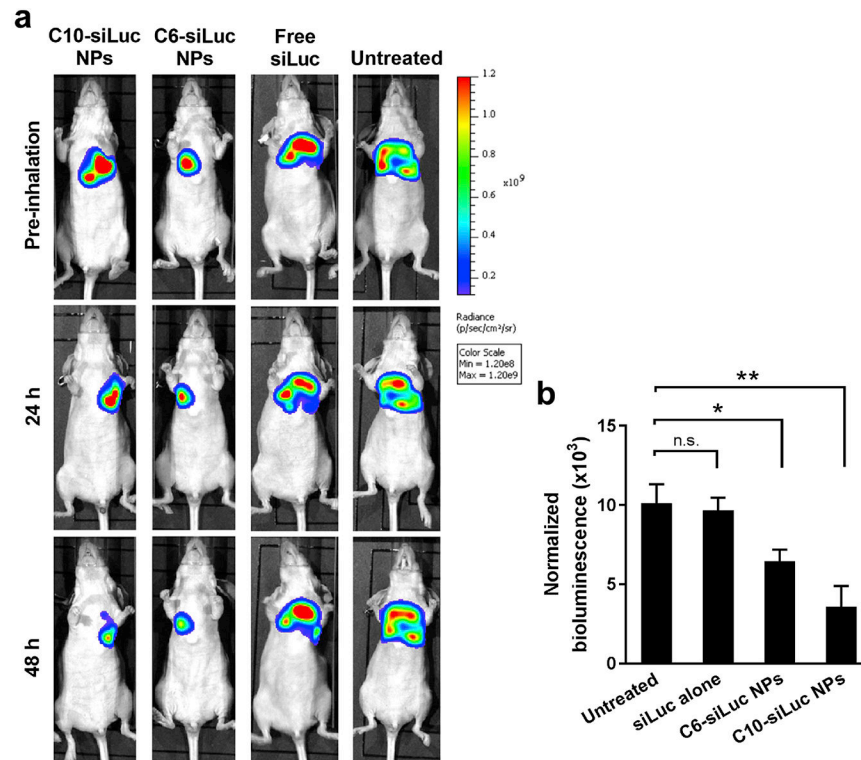 a
C10-siLuc
NPs
C6-siLuc
NPs
Free
siLuc
Untreated
Pre-inhalation
24 h
48 h
1.2
1.0
0.8
0.6
0.4
0.2
x10⁹
Radiance
(p/sec/cm²/sr)
Color Scale
Min = 1.20e8
Max = 1.20e9
b
Normalized
bioluminescence (x10³)
15
10
5
0
n.s.
*
**
Untreated
siLuc alone
C6-siLuc NPs
C10-siLuc NPs